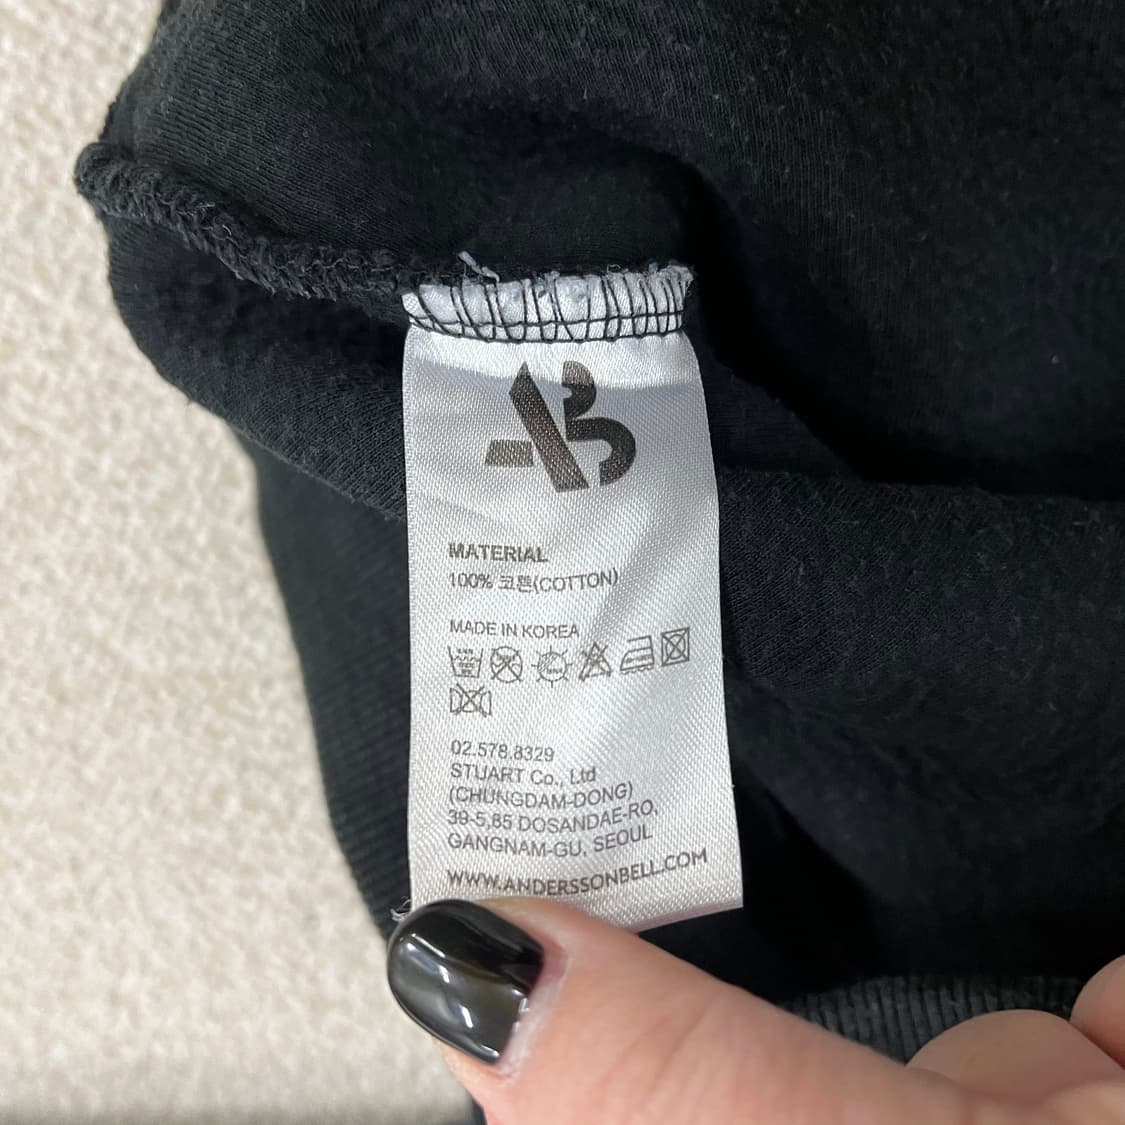 AB
MATERIAL
100% 코튼(COTTON)
MADE IN KOREA
02.578.8329
STUART Co., Ltd
(CHUNGDAM-DONG)
39-5,85 DOSANDAE-RO,
GANGNAM-GU, SEOUL
WWW.ANDERSSONBELL.COM